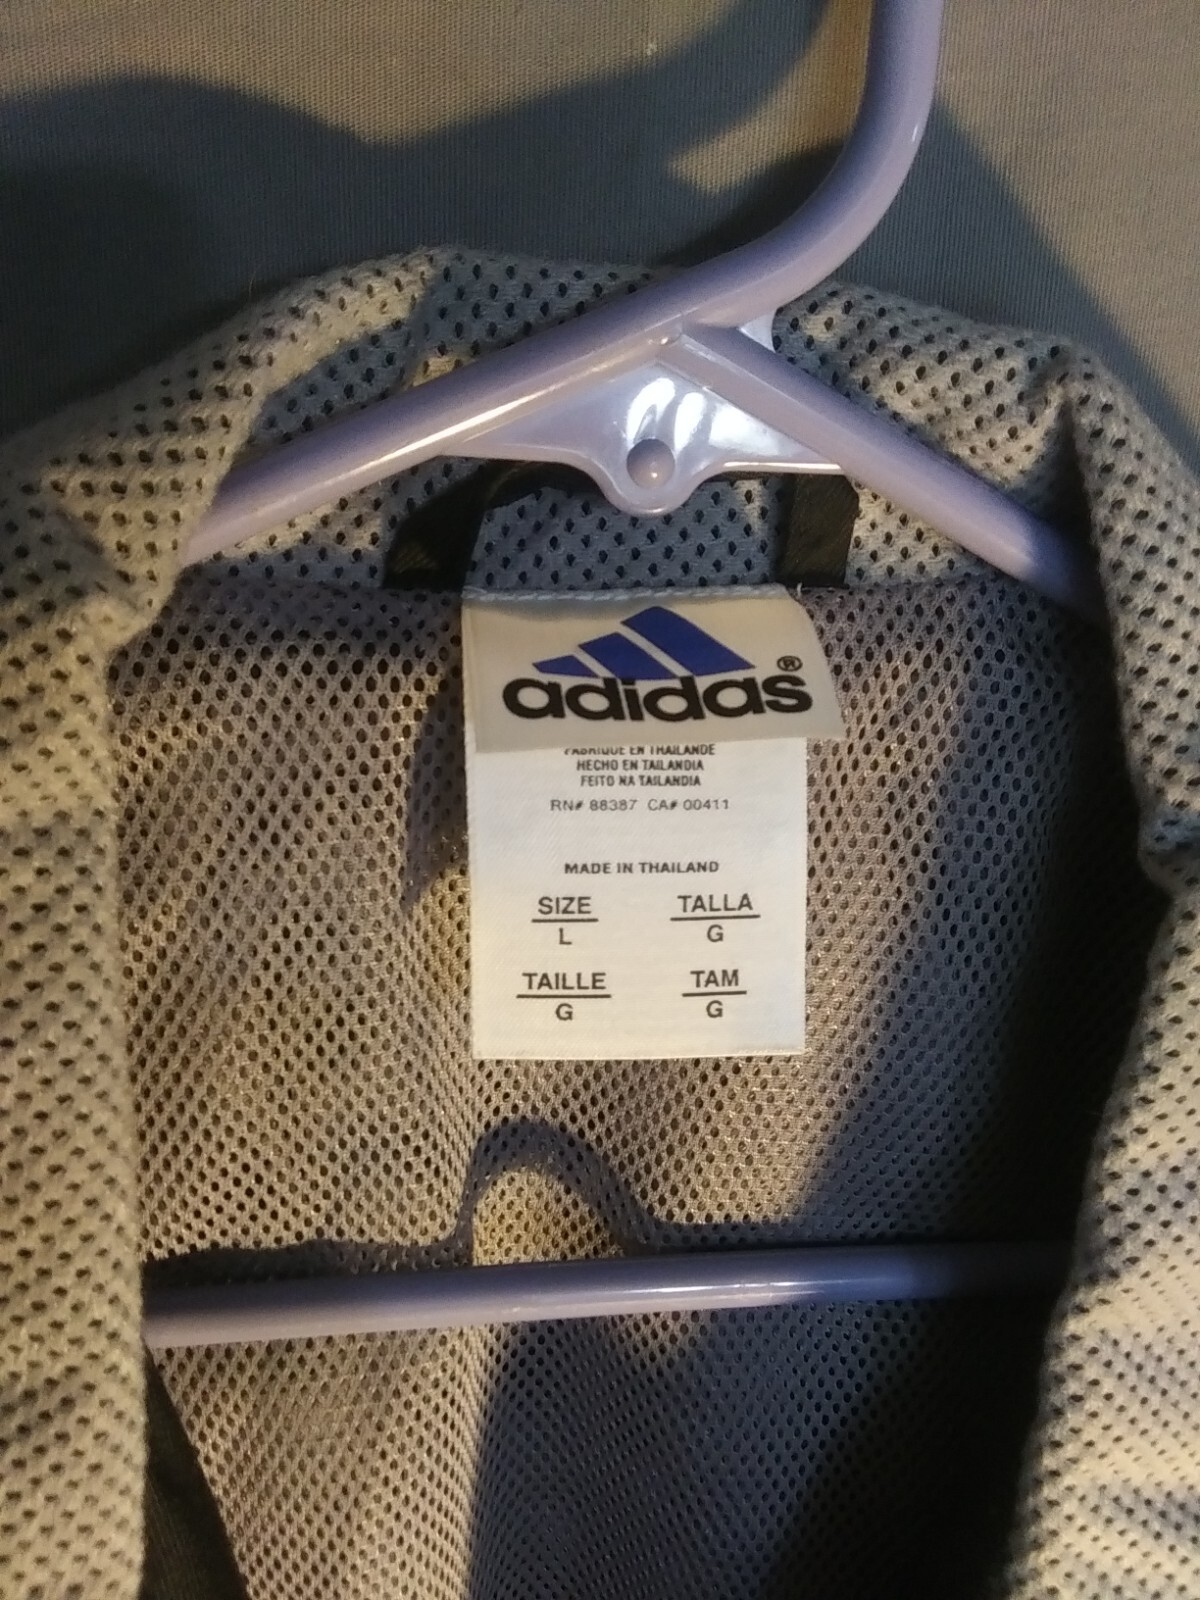 adidas®
FABRIQUE EN THAILANDE
HECHO EN TAILANDIA
FEITO NA TAILANDIA
RN# 88387 CA# 00411
MADE IN THAILAND
SIZE TALLA
L G
TAILLE TAM
G G